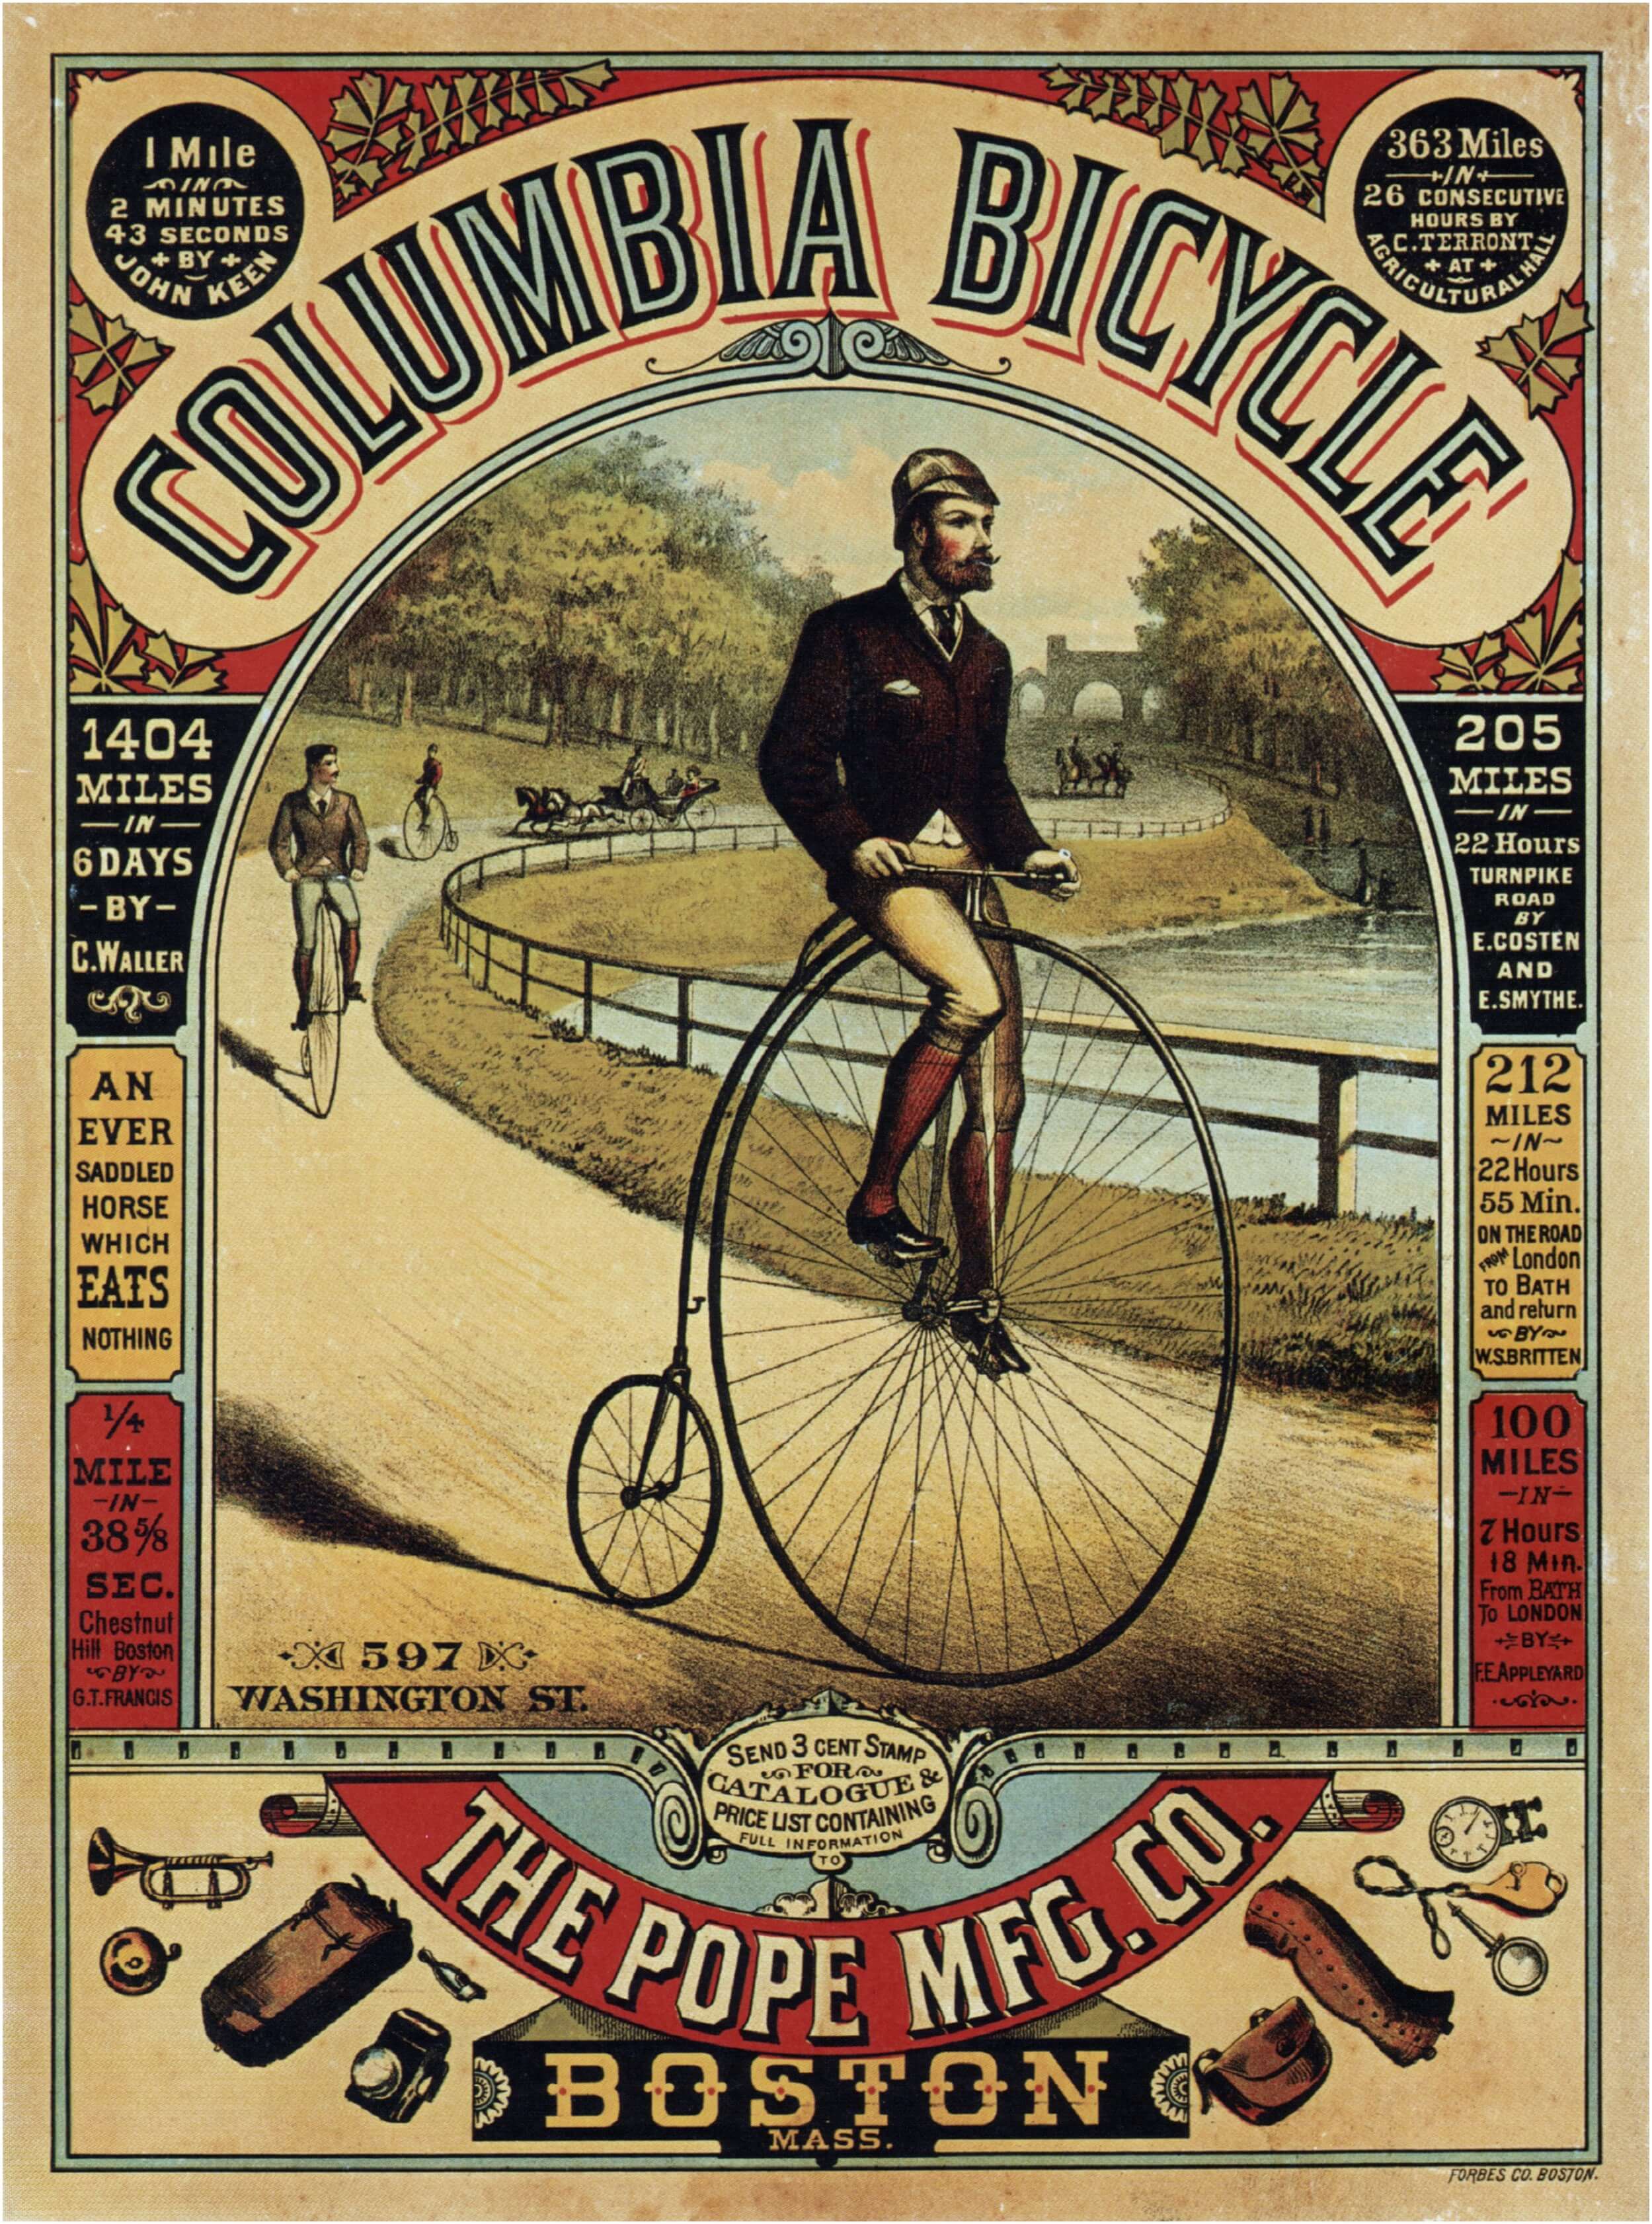 1 Mile
IN
2 MINUTES
43 SECONDS
BY
JOHN KEEN
363 Miles
IN
26 CONSECUTIVE
HOURS BY
C. TERRONT
AT
AGRICULTURAL HALL
COLUMBIA BICYCLE
1404
MILES
IN
6 DAYS
-BY-
C. WALLER
AN
EVER
SADDLED
HORSE
WHICH
EATS
NOTHING
1/4
MILE
-IN-
38 5/8
SEC.
Chestnut
Hill Boston
BY
G.T. FRANCIS
205
MILES
-IN-
22 Hours
TURNPIKE
ROAD
BY
E. COSTEN
AND
E. SMYTHE.
212
MILES
~IN~
22 Hours
55 Min.
ON THE ROAD
FROM London
TO BATH
and return
BY
W.S. BRITTEN
100
MILES
-IN-
7 Hours
18 Min.
From BATH
To LONDON
BY
F.E. APPLEYARD
597
WASHINGTON ST.
SEND 3 CENT STAMP
FOR
CATALOGUE &
PRICE LIST CONTAINING
FULL INFORMATION
TO
THE POPE MFG. CO.
BOSTON
MASS.
FORBES CO. BOSTON.